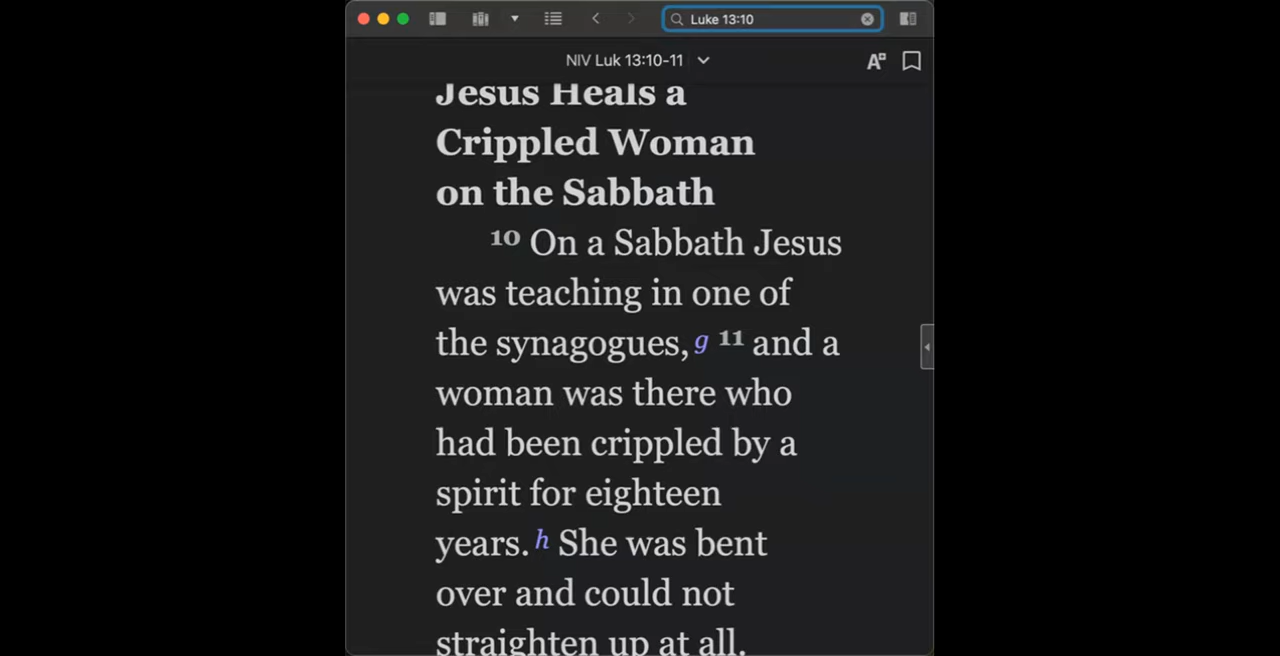 Luke 13:10
NIV Luk 13:10-11
Jesus Heals a
Crippled Woman
on the Sabbath
10 On a Sabbath Jesus
was teaching in one of
the synagogues, g 11 and a
woman was there who
had been crippled by a
spirit for eighteen
years. h She was bent
over and could not
straighten up at all.